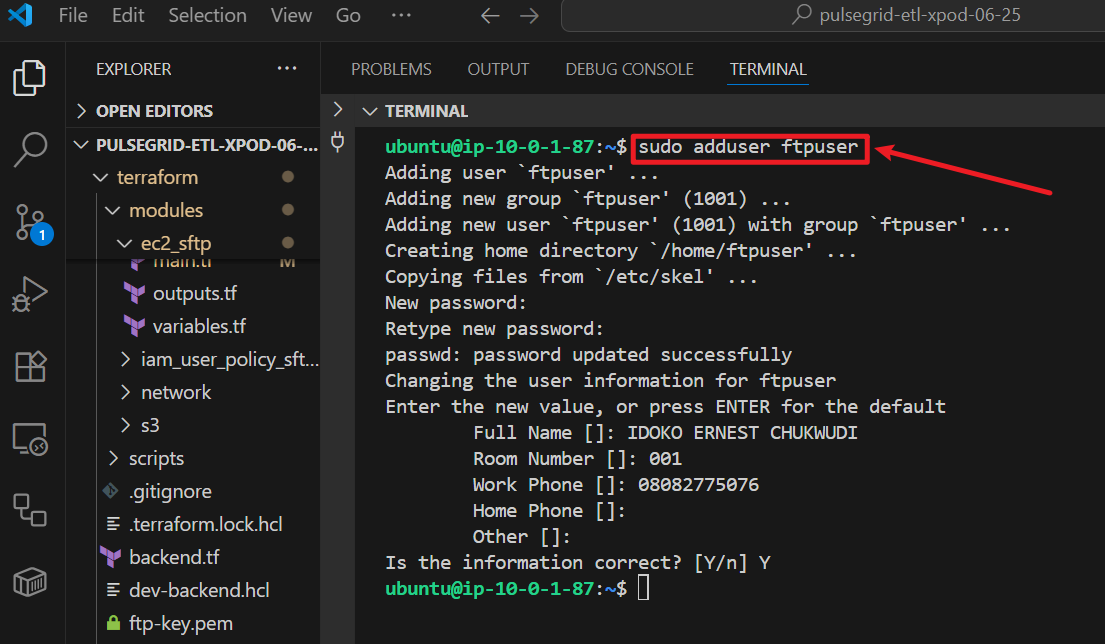 File Edit Selection View Go ... pulsegrid-etl-xpod-06-25
EXPLORER ...
OPEN EDITORS
PULSEGRID-ETL-XPOD-06-...
terraform
modules
ec2_sftp
main.tf M
outputs.tf
variables.tf
iam_user_policy_sft...
network
s3
scripts
.gitignore
.terraform.lock.hcl
backend.tf
dev-backend.hcl
ftp-key.pem
1
PROBLEMS OUTPUT DEBUG CONSOLE TERMINAL
TERMINAL
ubuntu@ip-10-0-1-87:~$ sudo adduser ftpuser
Adding user `ftpuser' ...
Adding new group `ftpuser' (1001) ...
Adding new user `ftpuser' (1001) with group `ftpuser' ...
Creating home directory `/home/ftpuser' ...
Copying files from `/etc/skel' ...
New password:
Retype new password:
passwd: password updated successfully
Changing the user information for ftpuser
Enter the new value, or press ENTER for the default
Full Name []: IDOKO ERNEST CHUKWUDI
Room Number []: 001
Work Phone []: 08082775076
Home Phone []:
Other []:
Is the information correct? [Y/n] Y
ubuntu@ip-10-0-1-87:~$